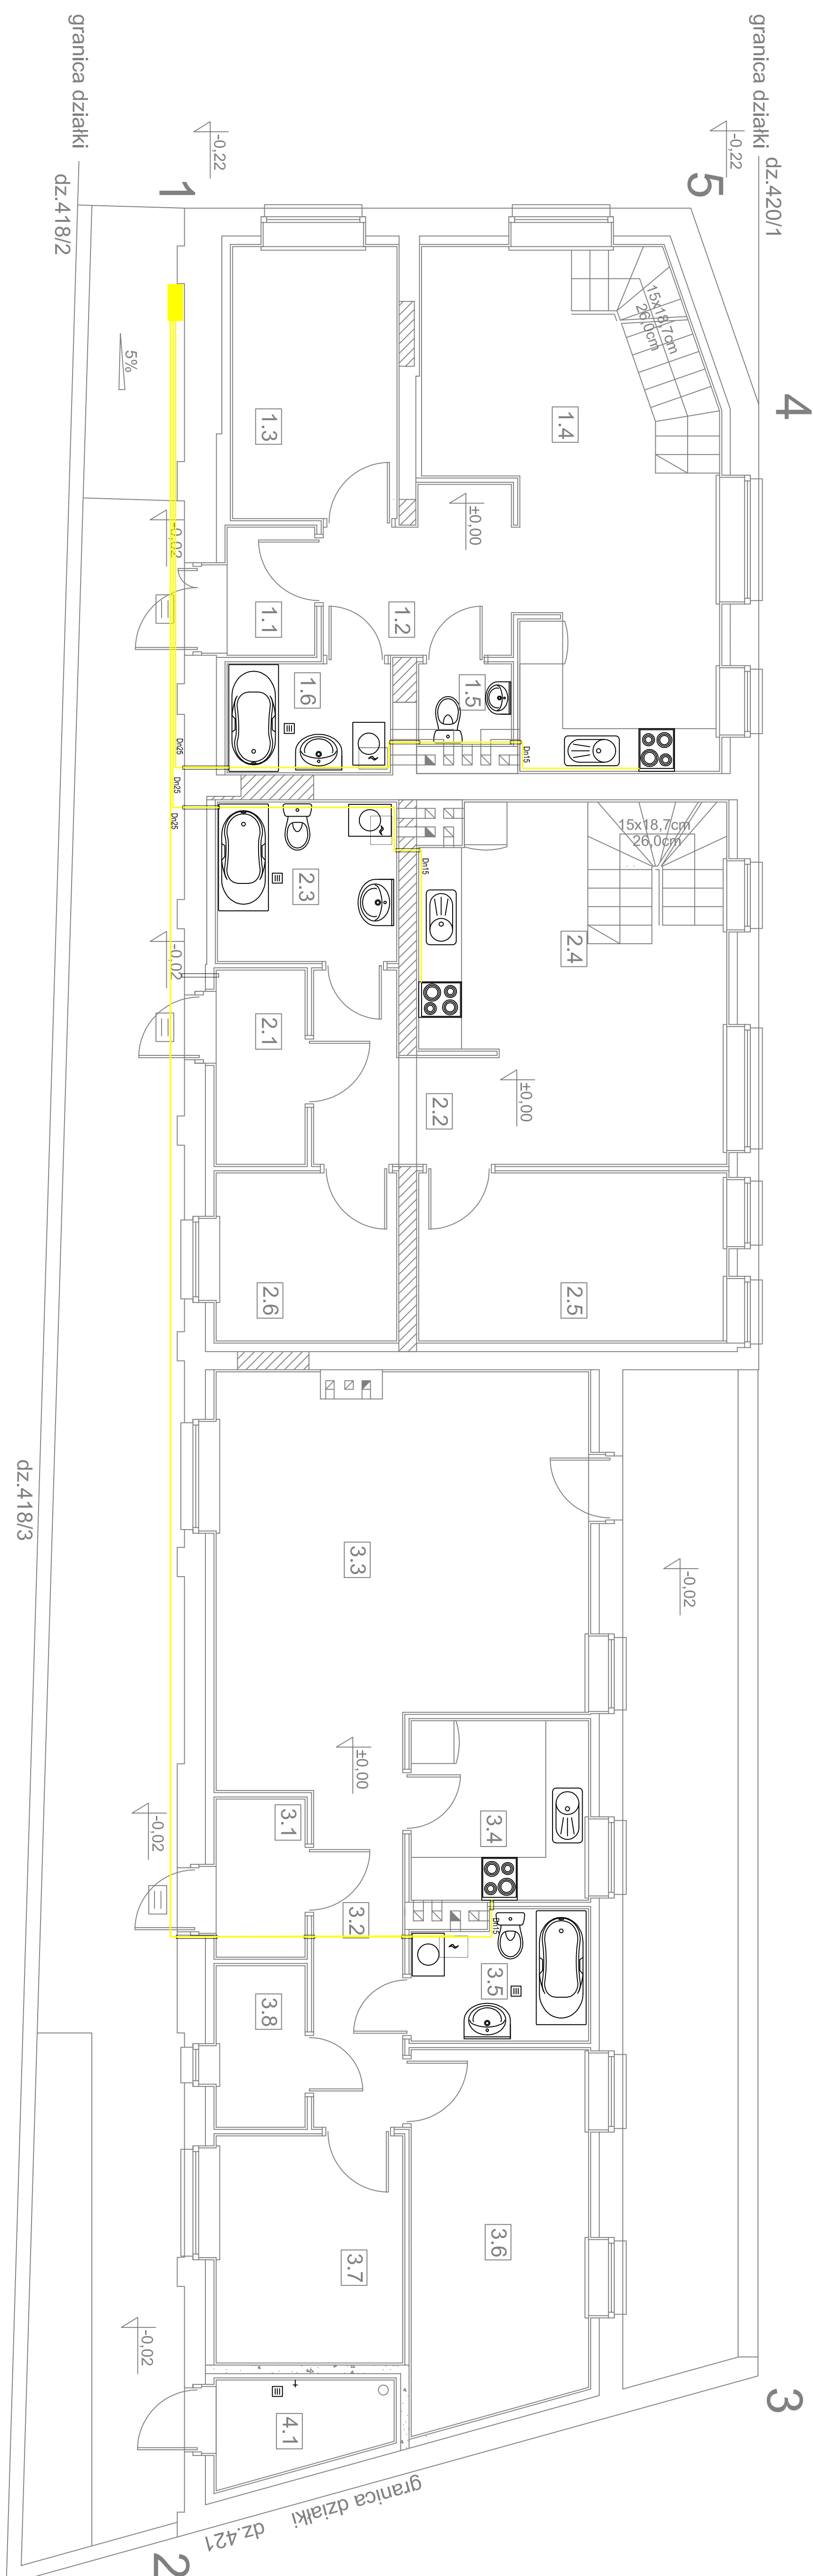 granica działki
dz.418/2
granica działki
dz.420/1
-0,22
-0,22
1
5
4
15x18,7cm
26,0cm
5%
1.3
1.4
±0,00
-0,02
1.1
1.2
1.6
1.5
Dn25
Dn25
Dn25
Dn15
15x18,7cm
26,0cm
Dn15
2.3
2.4
-0,02
2.1
2.2
±0,00
2.6
2.5
dz.418/3
3.3
-0,02
±0,00
-0,02
3.1
3.4
3.2
Dn15
3.8
3.5
3.7
3.6
-0,02
4.1
3
granica działki
dz.421
2